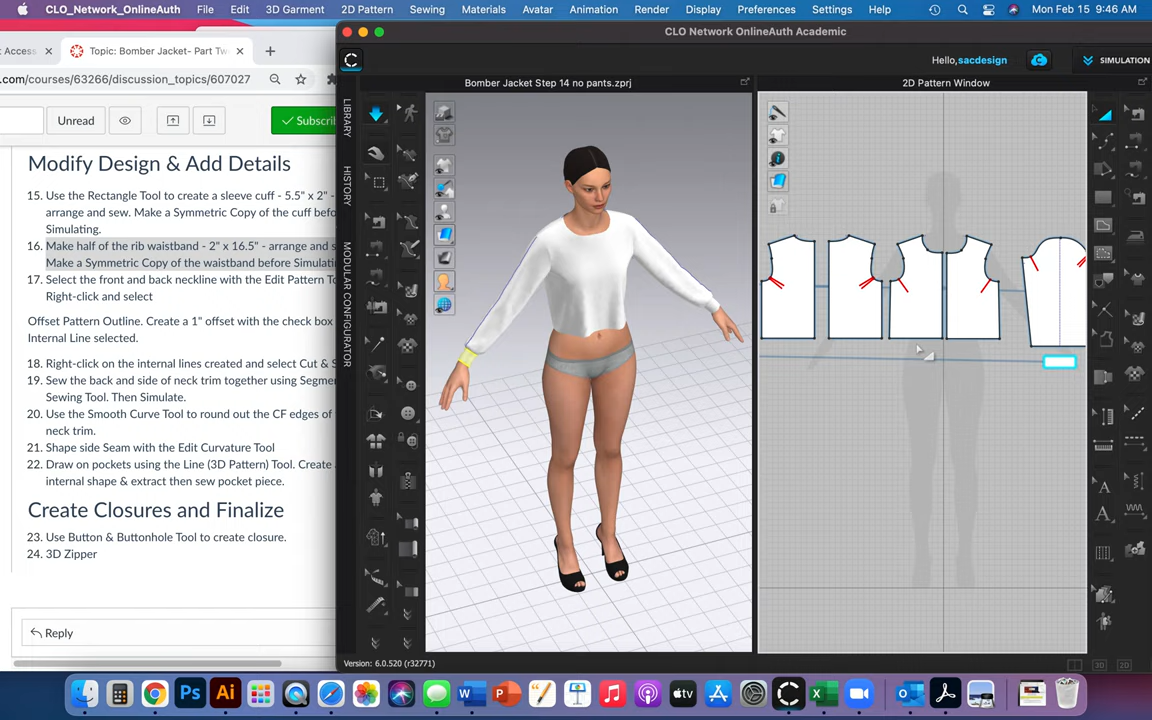 CLO_Network_OnlineAuth File Edit 3D Garment 2D Pattern Sewing Materials Avatar Animation Render Display Preferences Settings Help Mon Feb 15 9:46 AM
CLO Network OnlineAuth Academic
Topic: Bomber Jacket- Part Tw
.com/courses/63266/discussion_topics/607027
Hello, sacdesign
SIMULATION
Bomber Jacket Step 14 no pants.zprj
2D Pattern Window
Unread
Subscri
LIBRARY
HISTORY
MODULAR CONFIGURATOR
Modify Design & Add Details
15. Use the Rectangle Tool to create a sleeve cuff - 5.5" x 2" -
arrange and sew. Make a Symmetric Copy of the cuff befo
Simulating.
16. Make half of the rib waistband - 2" x 16.5" - arrange and s
Make a Symmetric Copy of the waistband before Simulati
17. Select the front and back neckline with the Edit Pattern To
Right-click and select
Offset Pattern Outline. Create a 1" offset with the check box
Internal Line selected.
18. Right-click on the internal lines created and select Cut & S
19. Sew the back and side of neck trim together using Segme
Sewing Tool. Then Simulate.
20. Use the Smooth Curve Tool to round out the CF edges of
neck trim.
21. Shape side Seam with the Edit Curvature Tool
22. Draw on pockets using the Line (3D Pattern) Tool. Create
internal shape & extract then sew pocket piece.
Create Closures and Finalize
23. Use Button & Buttonhole Tool to create closure.
24. 3D Zipper
Reply
Version: 6.0.520 (r32771)
3D 2D